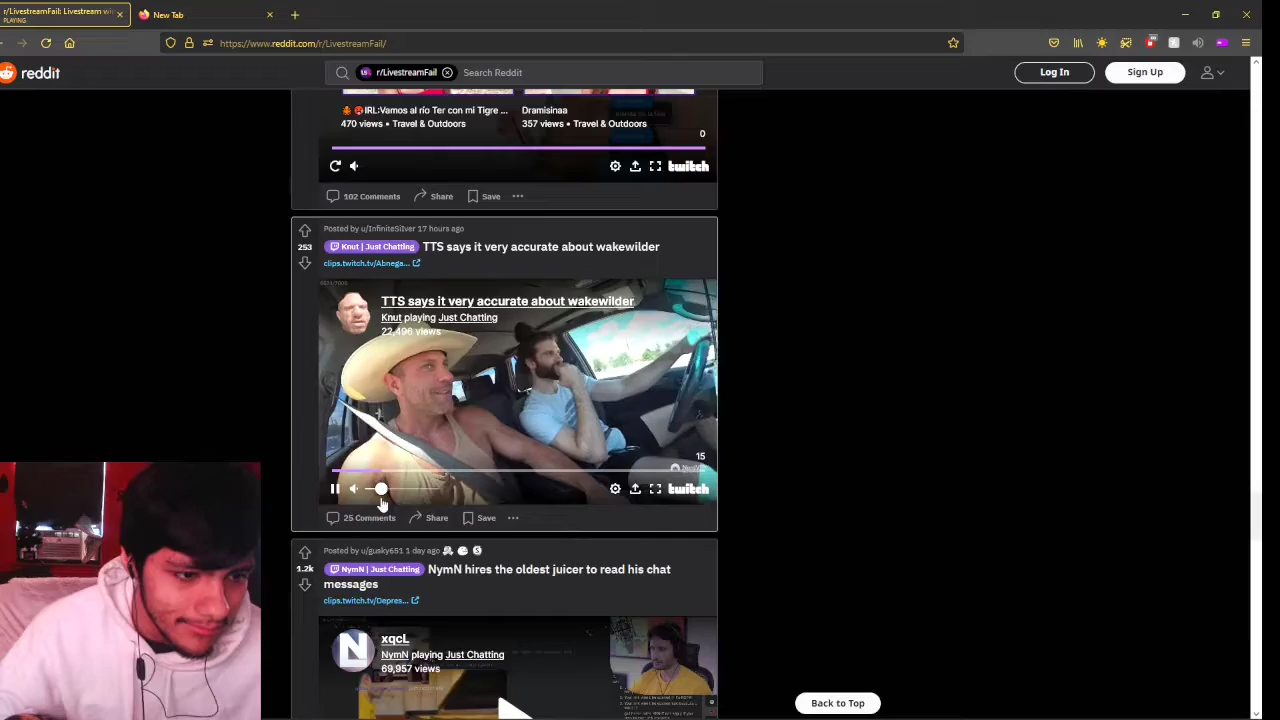 r/LivestreamFail: Livestream wi
PLAYING
New Tab
https://www.reddit.com/r/LivestreamFail/
reddit
r/LivestreamFail
Search Reddit
Log In
Sign Up
IRL:Vamos al río Ter con mi Tigre ...
Dramisinaa
470 views • Travel & Outdoors
357 views • Travel & Outdoors
0
twitch
102 Comments
Share
Save
Posted by u/InfiniteSilver 17 hours ago
253
Knut | Just Chatting
TTS says it very accurate about wakewilder
clips.twitch.tv/Abnega...
TTS says it very accurate about wakewilder
Knut playing Just Chatting
22,496 views
15
twitch
25 Comments
Share
Save
Posted by u/gusky651 1 day ago
1.2k
NymN | Just Chatting
NymN hires the oldest juicer to read his chat
messages
clips.twitch.tv/Depres...
N
xqcL
NymN playing Just Chatting
69,957 views
Back to Top